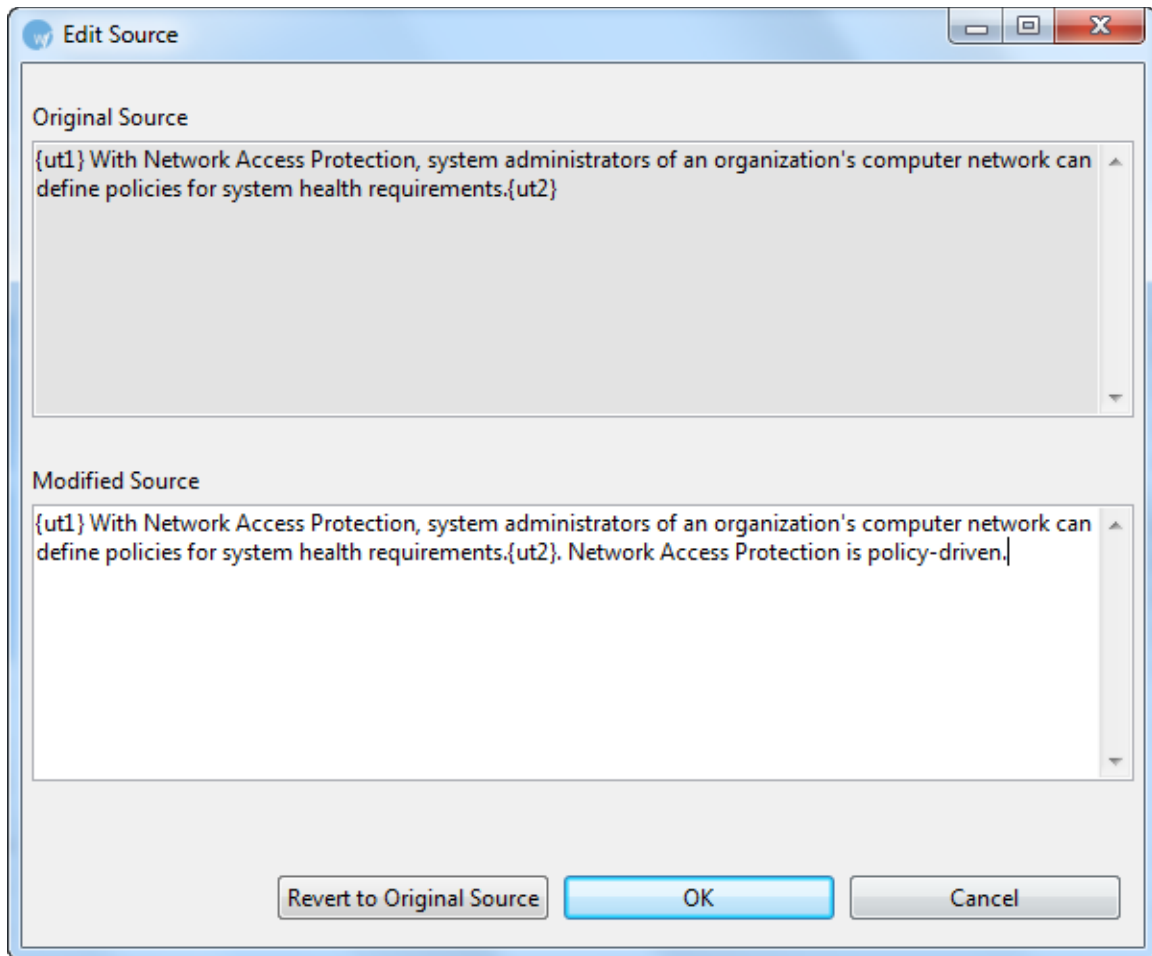 Edit Source
Original Source
{ut1} With Network Access Protection, system administrators of an organization's computer network can
define policies for system health requirements.{ut2}
Modified Source
{ut1} With Network Access Protection, system administrators of an organization's computer network can
define policies for system health requirements.{ut2}. Network Access Protection is policy-driven.
Revert to Original Source
OK
Cancel